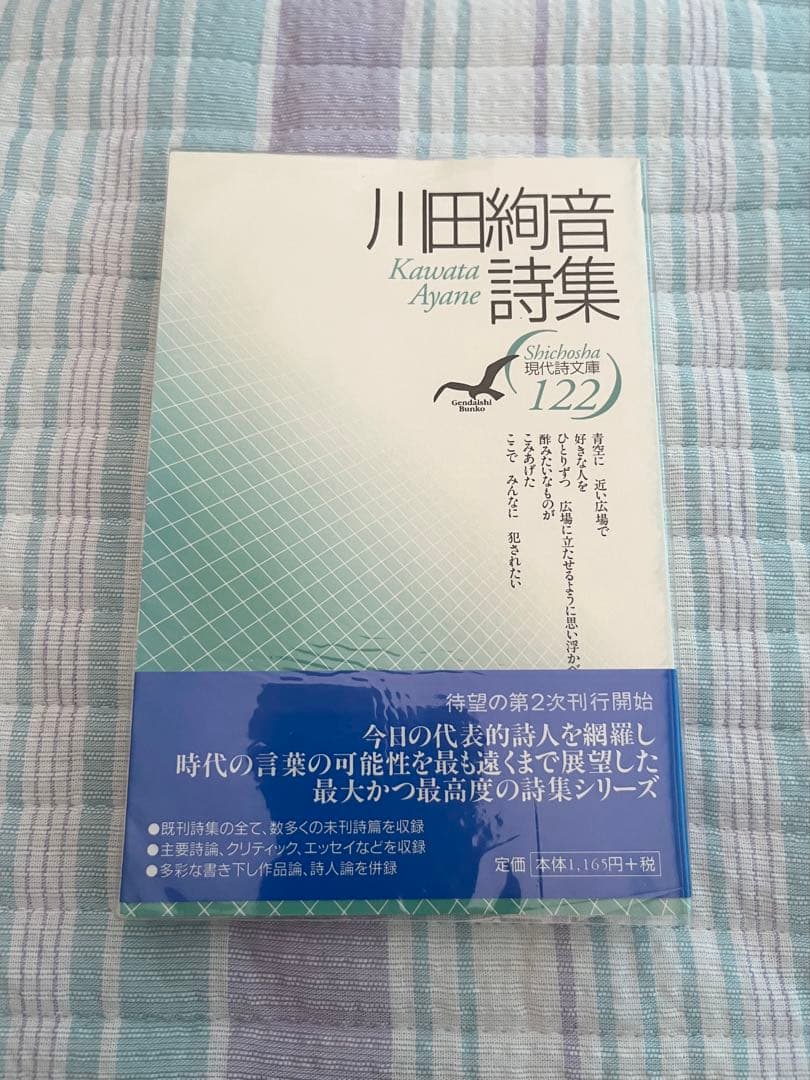 川田絢音
Kawata
Ayane
詩集
Shichosha
現代詩文庫
122
Gendaishi
Bunko
青空に　近い広場で
好きな人を
ひとりずつ　広場に立たせるように思い浮かべ
酢みたいなものが
こみあげた
ここで　みんなに　犯されたい
待望の第2次刊行開始
今日の代表的詩人を網羅し
時代の言葉の可能性を最も遠くまで展望した
最大かつ最高度の詩集シリーズ
●既刊詩集の全て、数多くの未刊詩篇を収録
●主要詩論、クリティック、エッセイなどを収録
●多彩な書き下し作品論、詩人論を併録
定価 本体1,165円+税